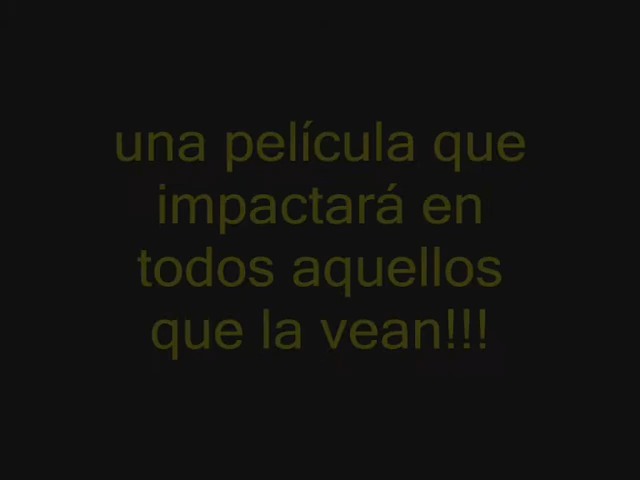 una película que
impactará en
todos aquellos
que la vean!!!